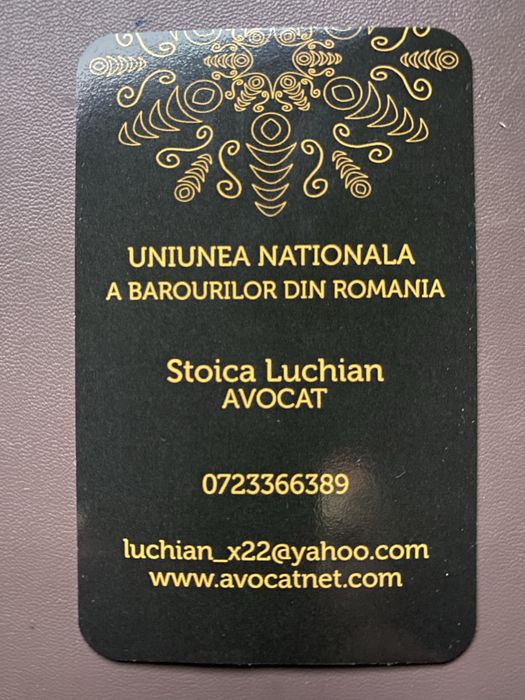 UNIUNEA NATIONALA
A BAROURILOR DIN ROMANIA
Stoica Luchian
AVOCAT
0723366389
luchian_x22@yahoo.com
www.avocatnet.com